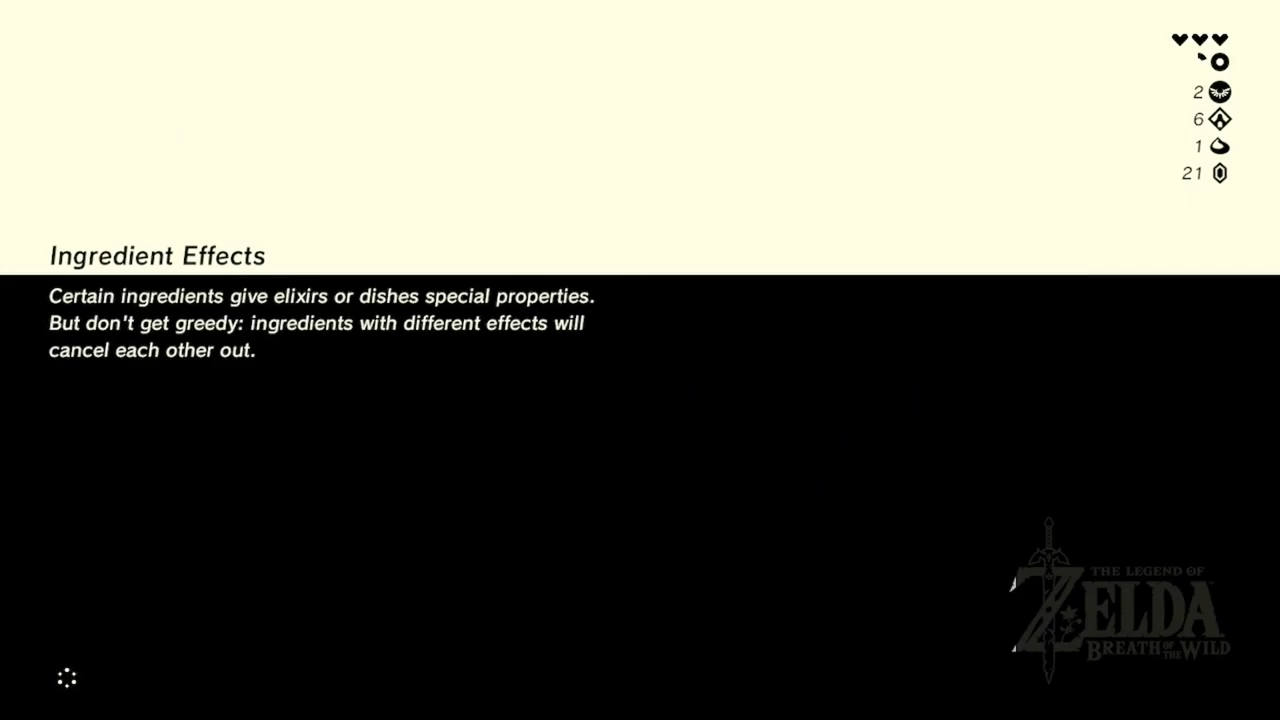 2
6
1
21
Ingredient Effects
Certain ingredients give elixirs or dishes special properties.
But don't get greedy: ingredients with different effects will
cancel each other out.
THE LEGEND OF
ZELDA
BREATH OF THE WILD